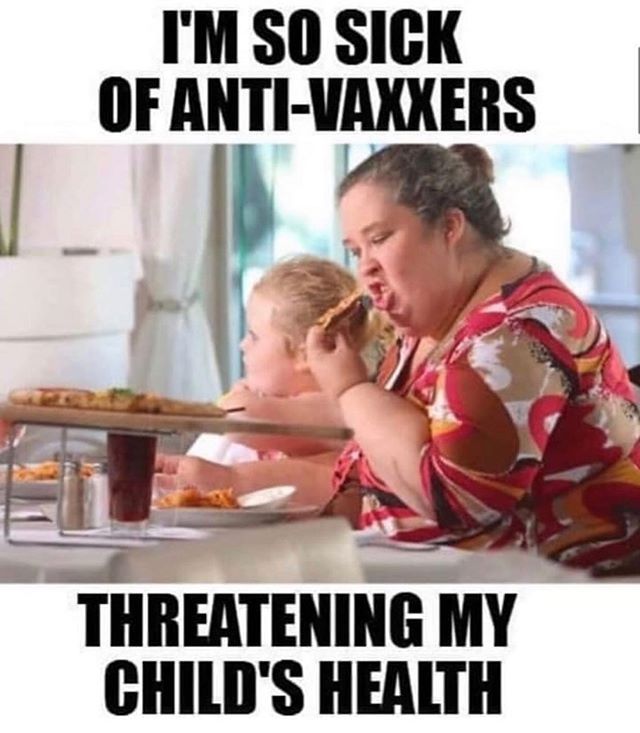 I'M SO SICK
OF ANTI-VAXXERS
THREATENING MY
CHILD'S HEALTH